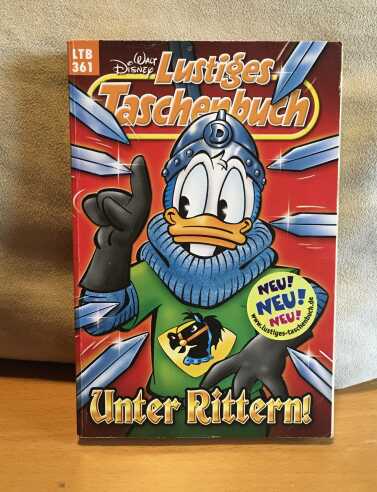 LTB
361
Walt
Disney
Lustiges
Taschenbuch
D
NEU!
NEU!
NEU!
www.lustiges-taschenbuch.de
Unter Rittern!